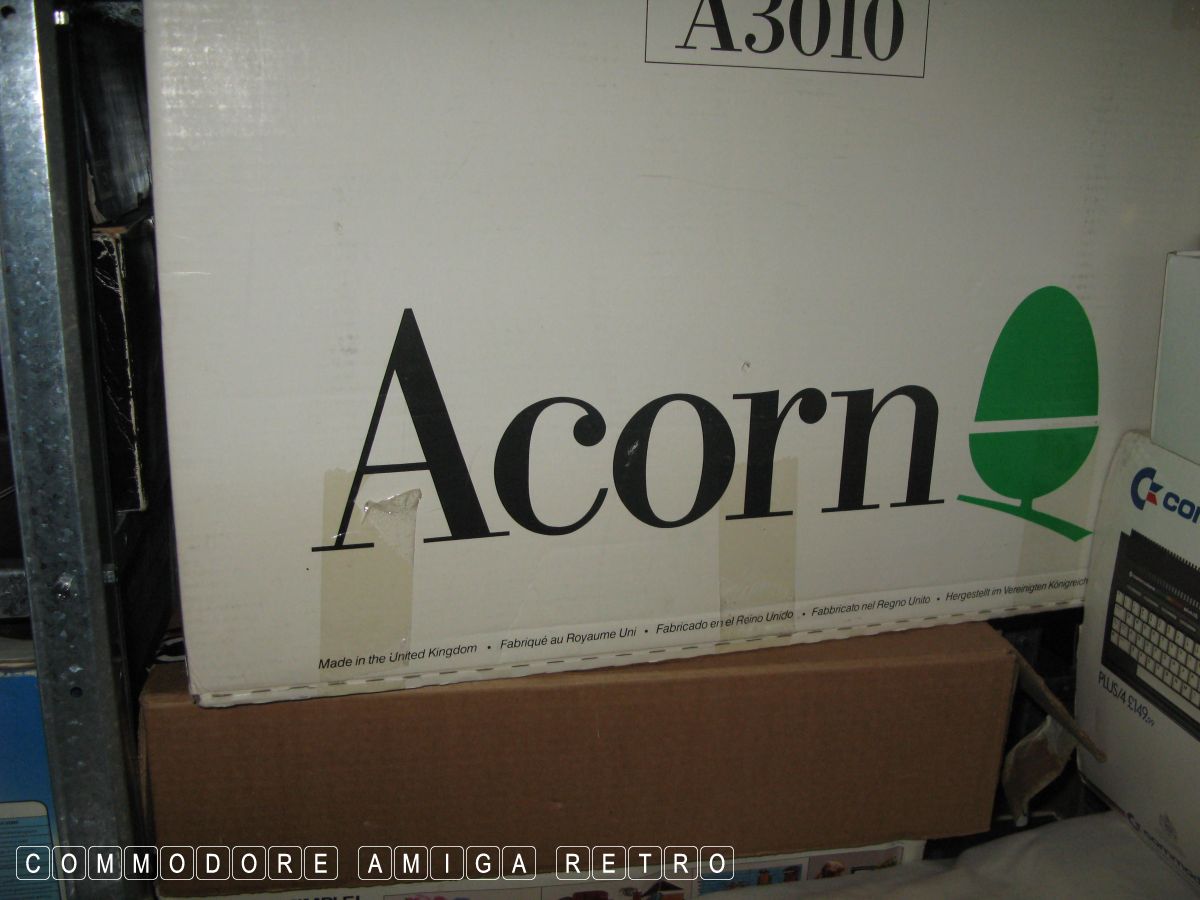 A3010
Acorn
Made in the United Kingdom • Fabriqué au Royaume Uni • Fabricado en el Reino Unido • Fabbricato nel Regno Unito • Hergestellt im Vereinigten Königreich
PLUS/4 £149.99
COMMODORE AMIGA RETRO